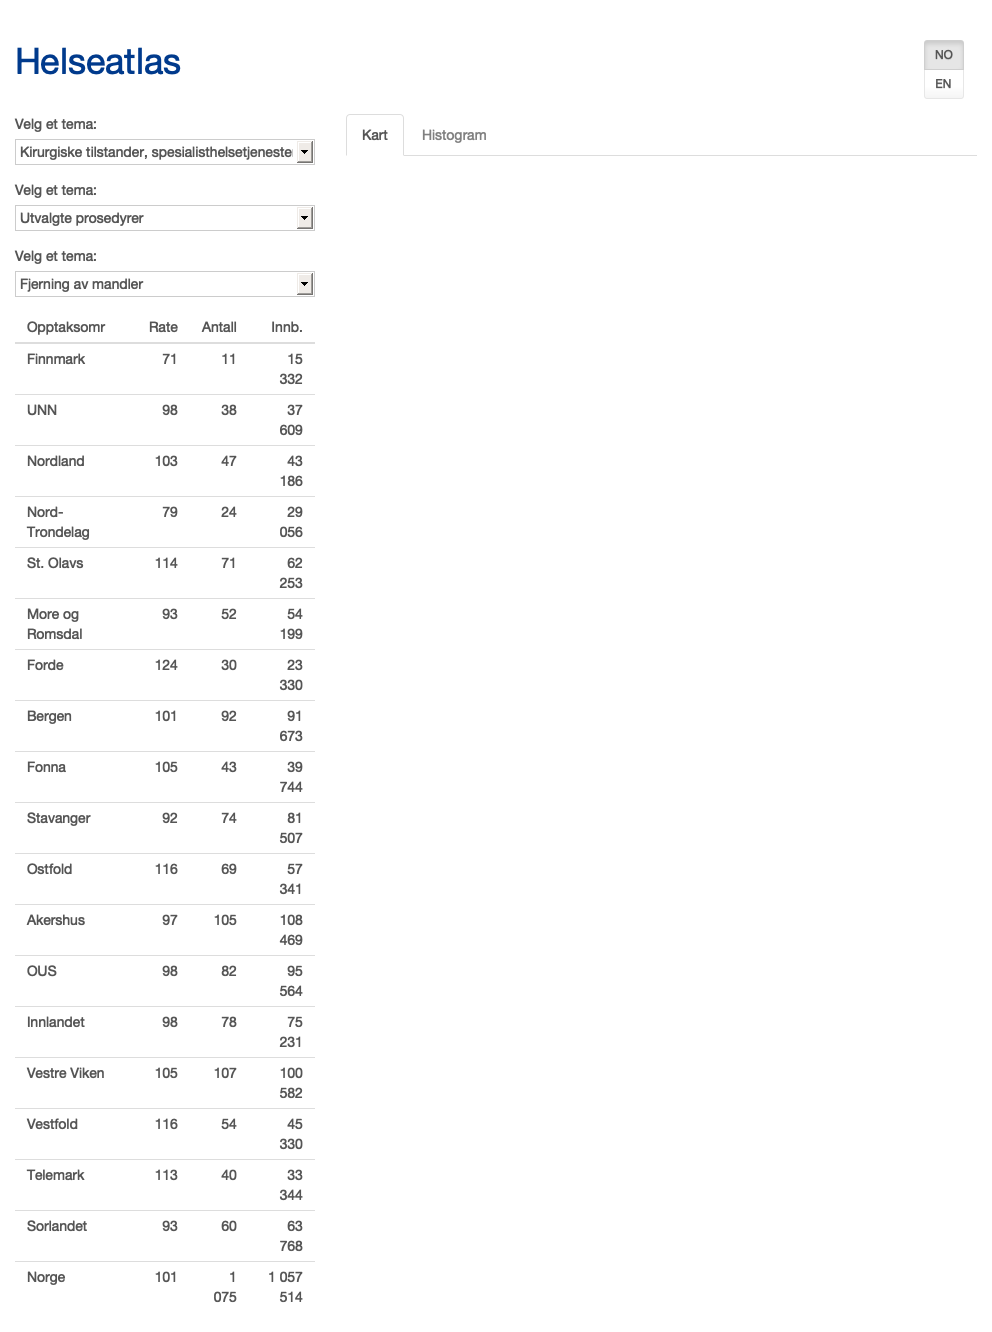 Helseatlas
NO
EN
Velg et tema:
Kirurgiske tilstander, spesialisthelsetjeneste
Velg et tema:
Utvalgte prosedyrer
Velg et tema:
Fjerning av mandler
Kart Histogram
Opptaksomr Rate Antall Innb.
Finnmark 71 11 15
332
UNN 98 38 37
609
Nordland 103 47 43
186
Nord- 79 24 29
Trondelag 056
St. Olavs 114 71 62
253
More og 93 52 54
Romsdal 199
Forde 124 30 23
330
Bergen 101 92 91
673
Fonna 105 43 39
744
Stavanger 92 74 81
507
Ostfold 116 69 57
341
Akershus 97 105 108
469
OUS 98 82 95
564
Innlandet 98 78 75
231
Vestre Viken 105 107 100
582
Vestfold 116 54 45
330
Telemark 113 40 33
344
Sorlandet 93 60 63
768
Norge 101 1 1 057
075 514